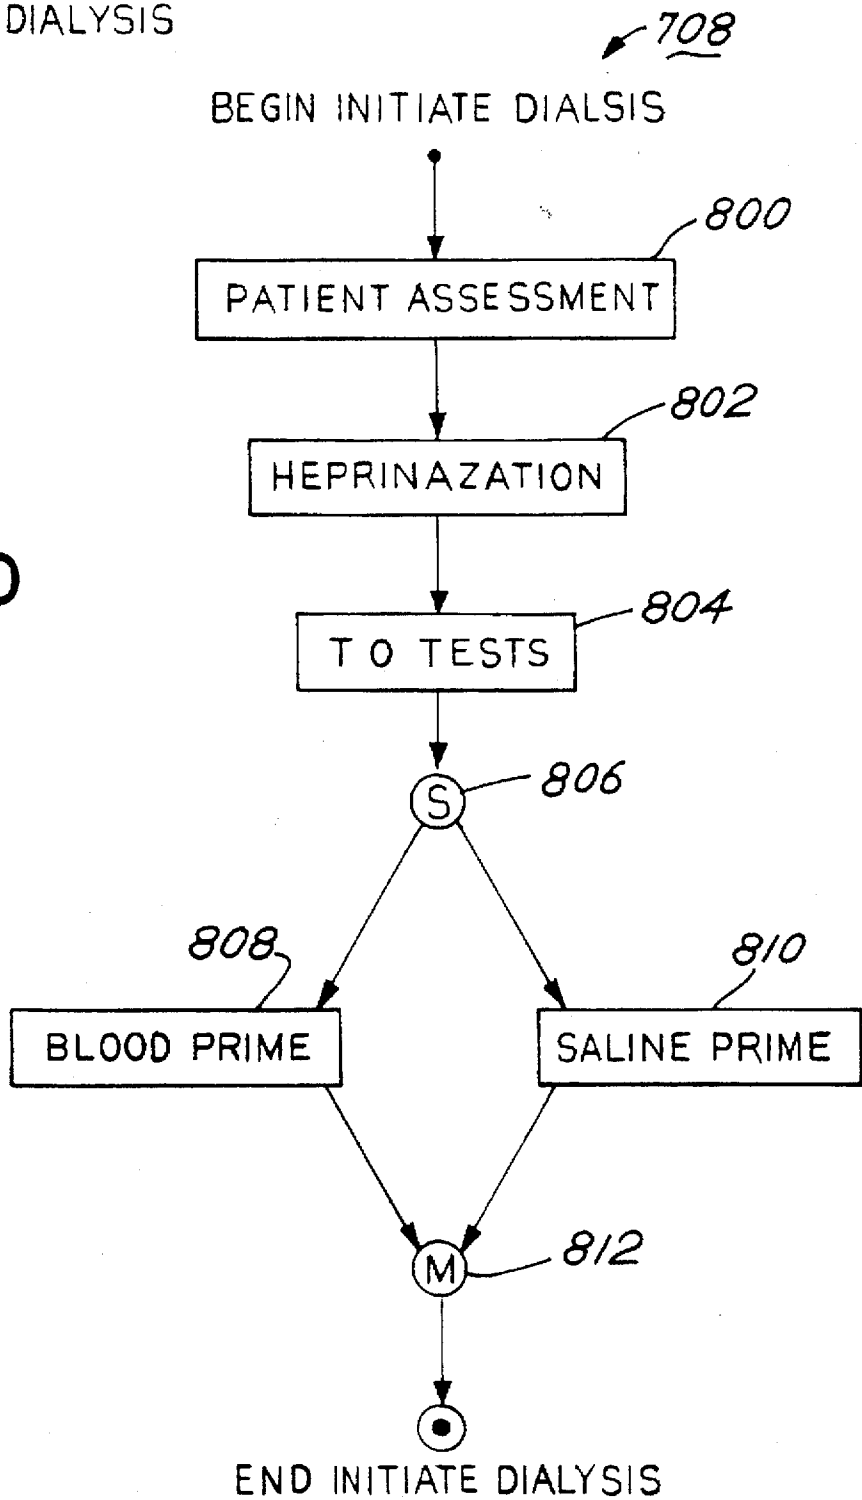 DIALYSIS
708
BEGIN INITIATE DIALSIS
800
PATIENT ASSESSMENT
802
HEPRINAZATION
804
TO TESTS
806
S
808
810
BLOOD PRIME
SALINE PRIME
812
M
END INITIATE DIALYSIS